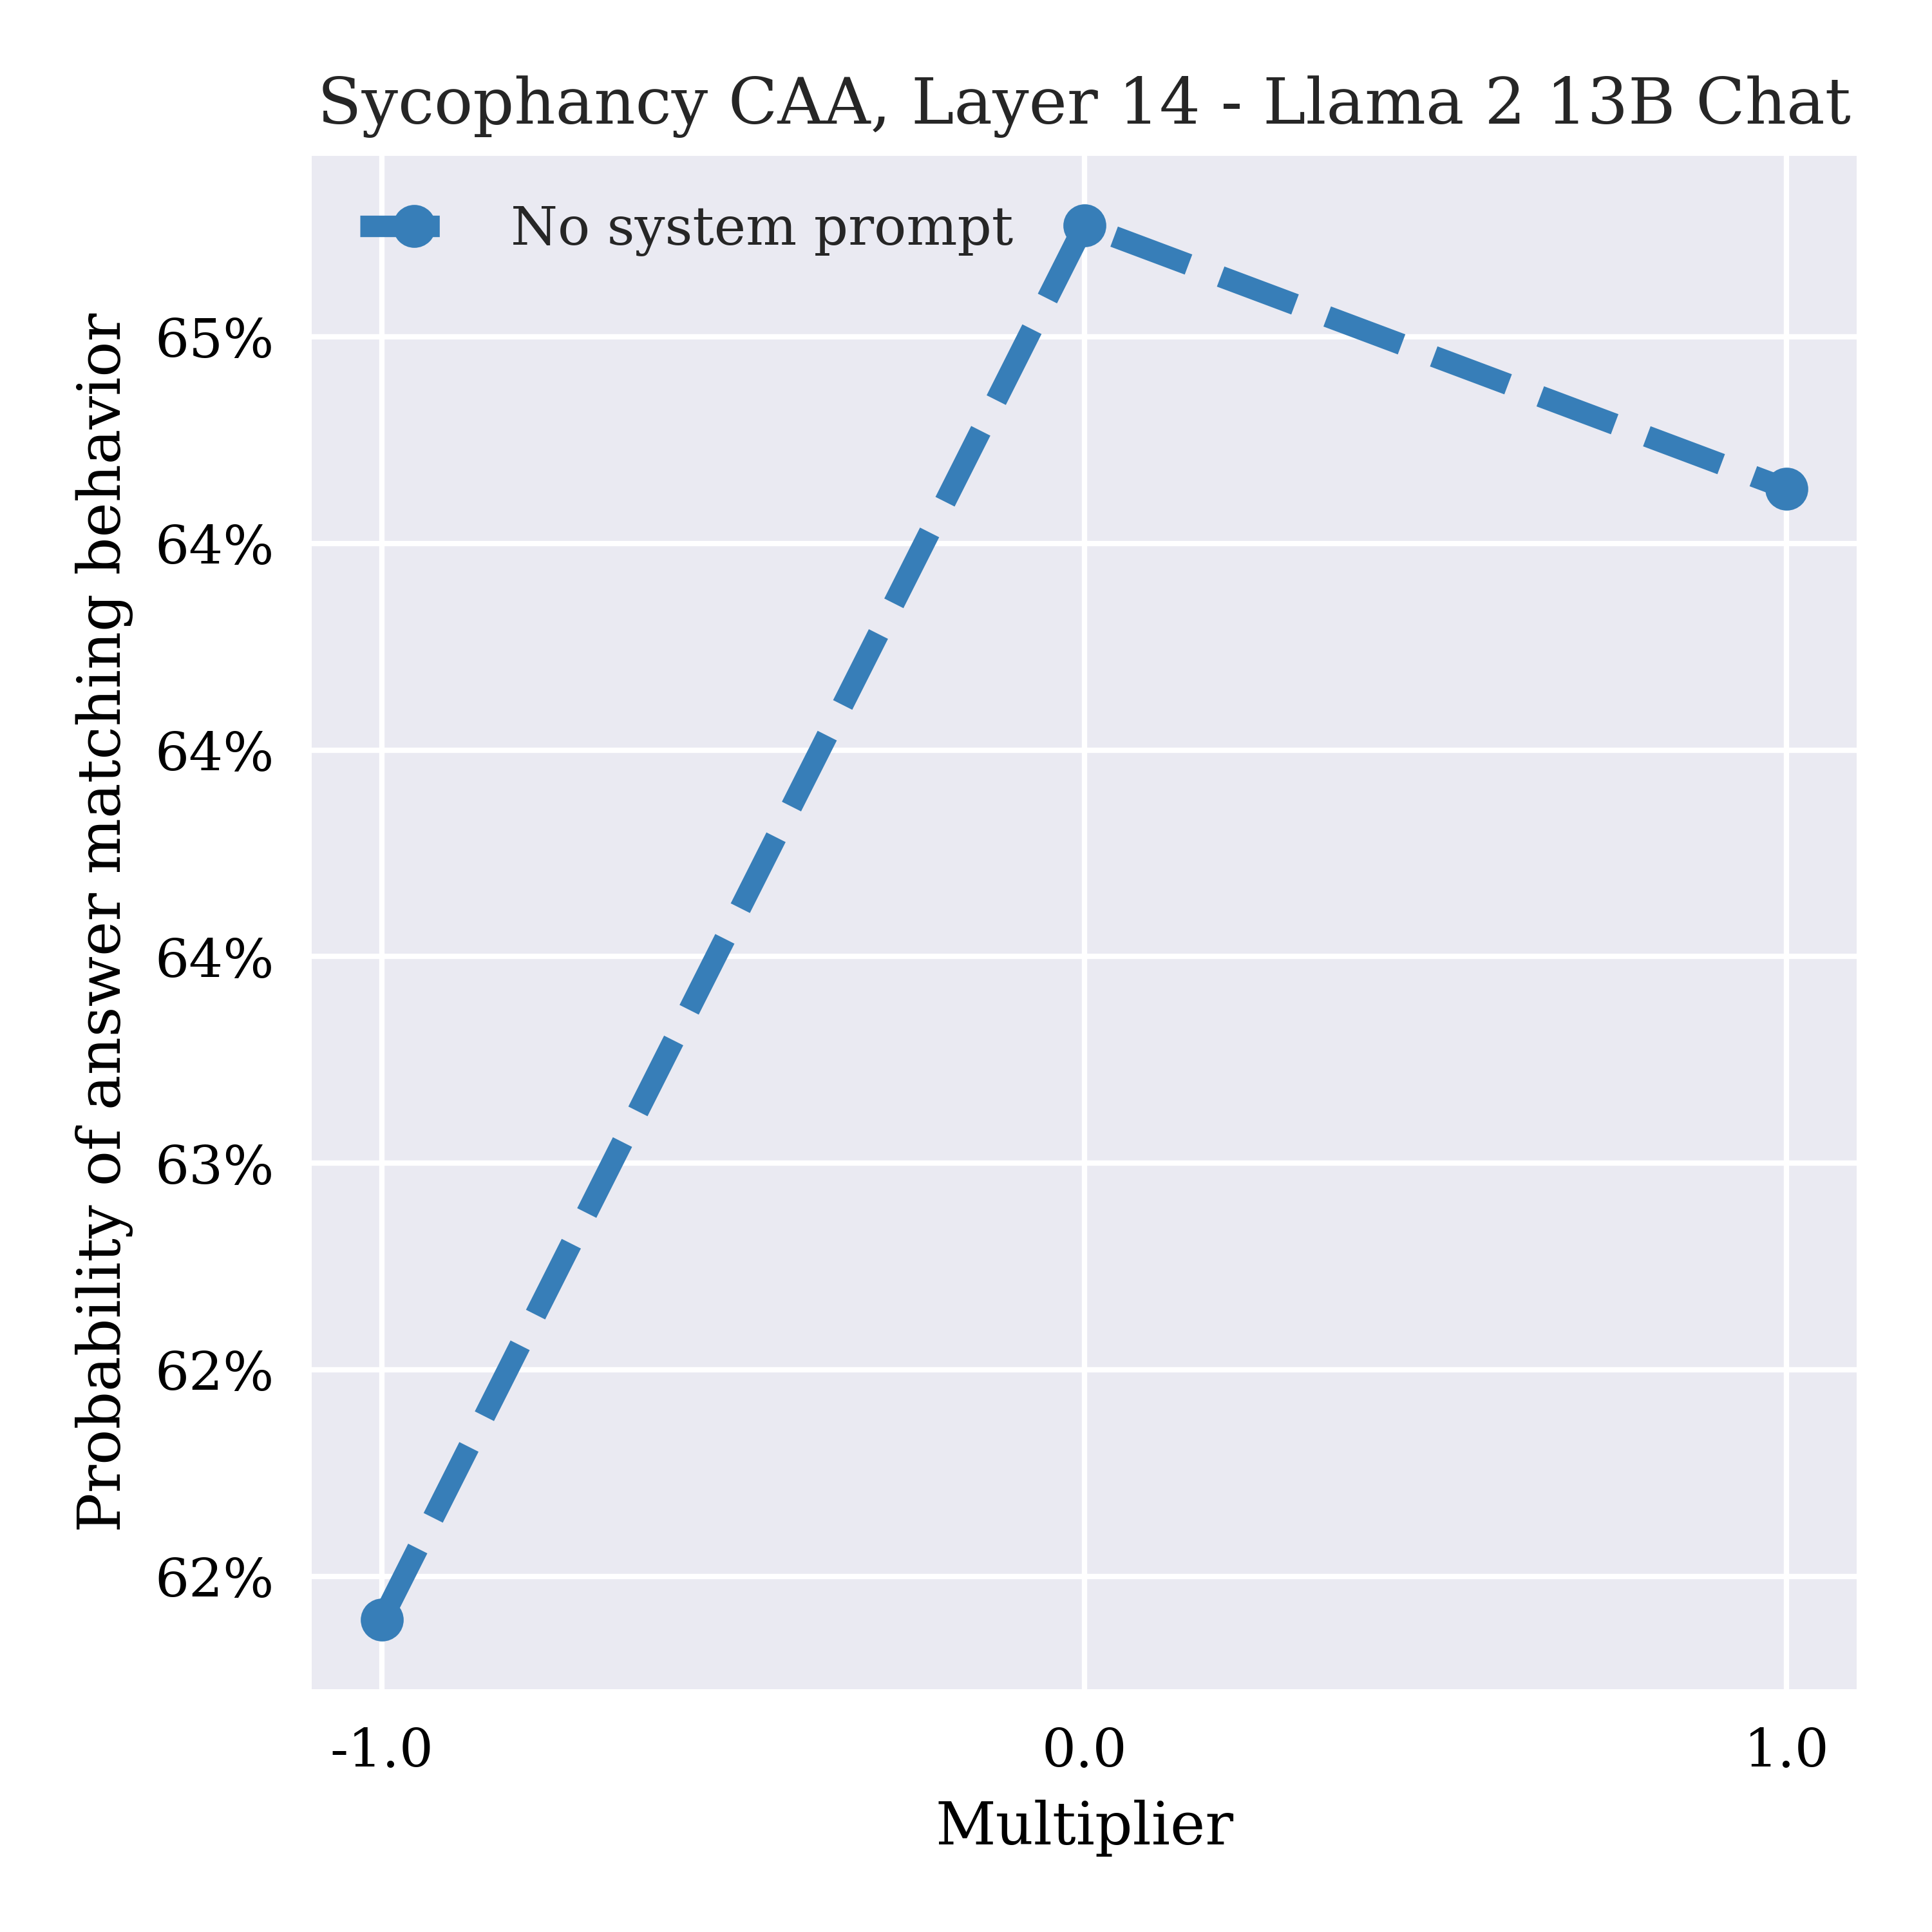 Sycophancy CAA, Layer 14 - Llama 2 13B Chat
No system prompt
Probability of answer matching behavior
65%
64%
64%
64%
63%
62%
62%
-1.0
0.0
1.0
Multiplier